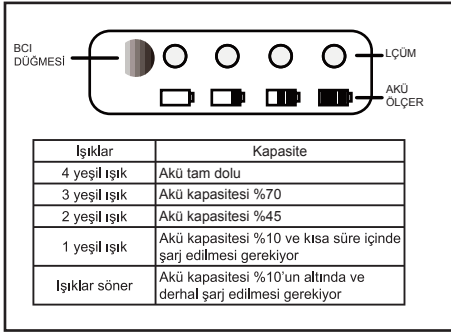 BCI
DÜĞMESİ
LÇÜM
AKÜ
ÖLÇER
Işıklar
Kapasite
4 yeşil ışık
Akü tam dolu
3 yeşil ışık
Akü kapasitesi %70
2 yeşil ışık
Akü kapasitesi %45
1 yeşil ışık
Akü kapasitesi %10 ve kısa süre içinde
şarj edilmesi gerekiyor
Işıklar söner
Akü kapasitesi %10'un altında ve
derhal şarj edilmesi gerekiyor